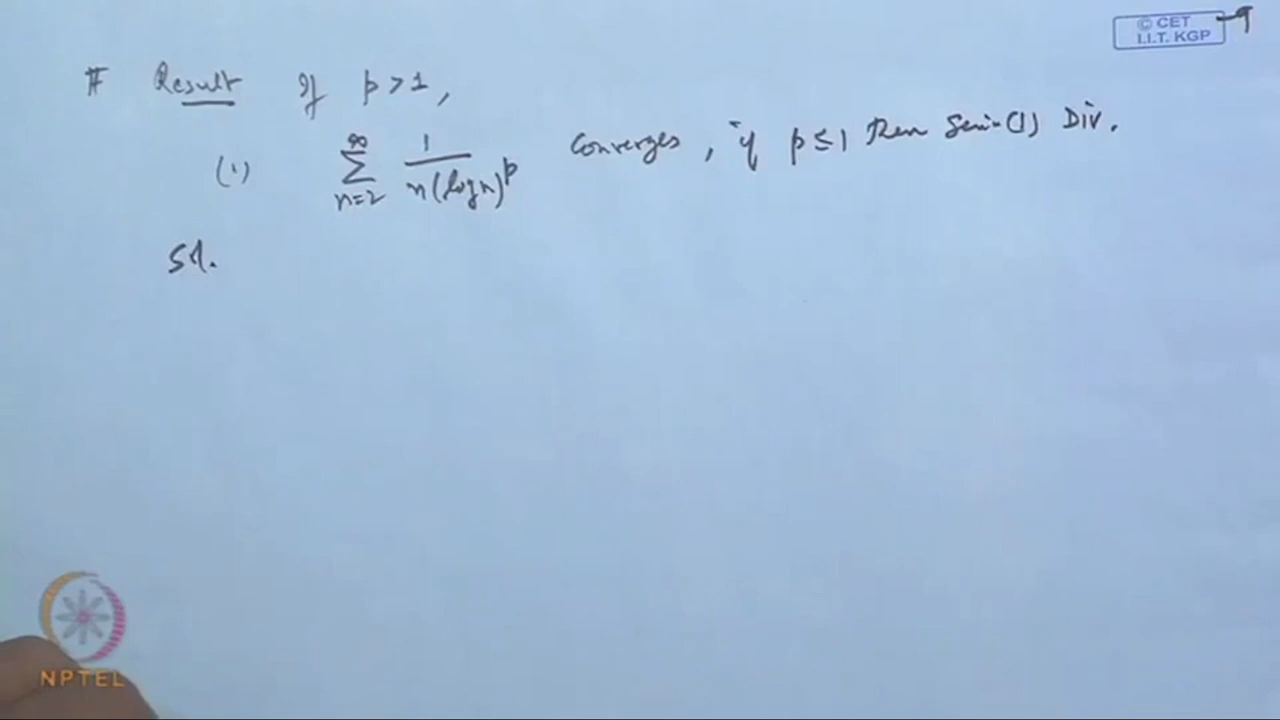 © CET
I.I.T. KGP
# Result If p > 1,
(1) ∞ Σ n=2 1 / n(log n)^p Converges, if p ≤ 1 then Series (1) Div.
Sol.
NPTEL